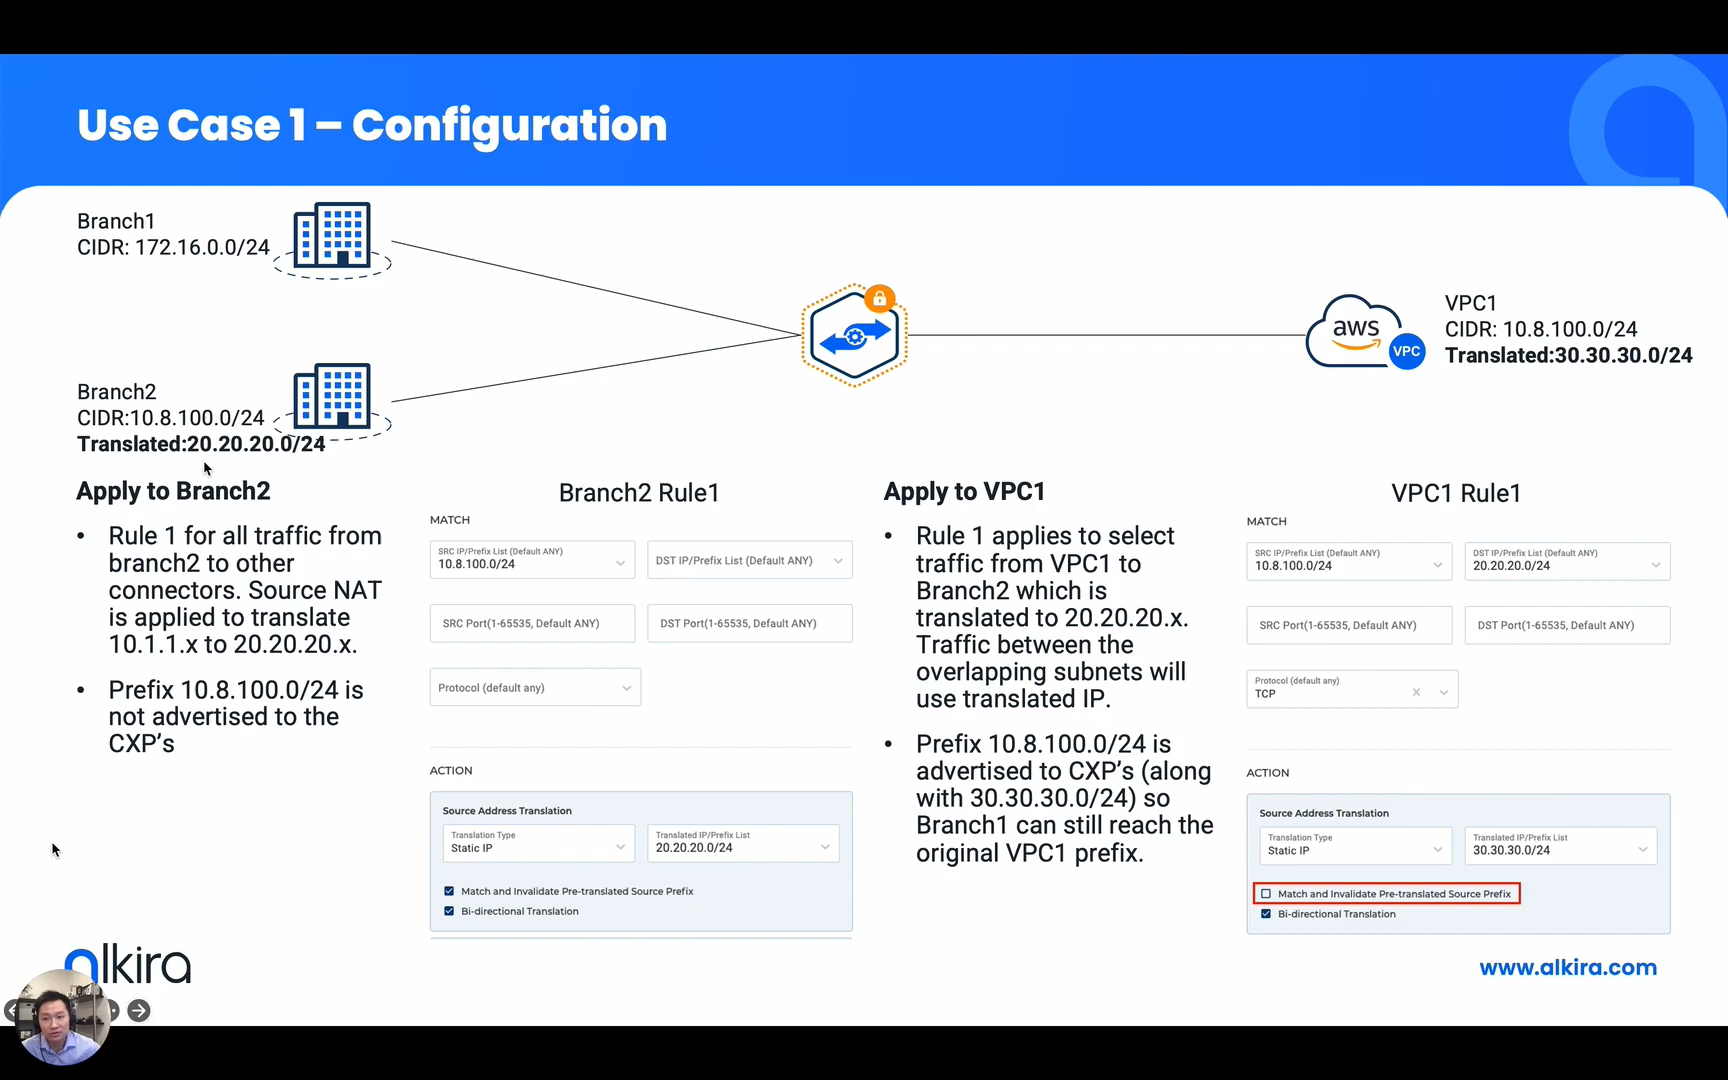 Use Case 1 – Configuration
Branch1
CIDR: 172.16.0.0/24
Branch2
CIDR:10.8.100.0/24
Translated:20.20.20.0/24
aws
VPC
VPC1
CIDR: 10.8.100.0/24
Translated:30.30.30.0/24
Apply to Branch2
• Rule 1 for all traffic from
branch2 to other
connectors. Source NAT
is applied to translate
10.1.1.x to 20.20.20.x.
• Prefix 10.8.100.0/24 is
not advertised to the
CXP’s
Branch2 Rule1
MATCH
SRC IP/Prefix List (Default ANY)
10.8.100.0/24
DST IP/Prefix List (Default ANY)
SRC Port(1-65535, Default ANY)
DST Port(1-65535, Default ANY)
Protocol (default any)
ACTION
Source Address Translation
Translation Type
Static IP
Translated IP/Prefix List
20.20.20.0/24
Match and Invalidate Pre-translated Source Prefix
Bi-directional Translation
Apply to VPC1
• Rule 1 applies to select
traffic from VPC1 to
Branch2 which is
translated to 20.20.20.x.
Traffic between the
overlapping subnets will
use translated IP.
• Prefix 10.8.100.0/24 is
advertised to CXP’s (along
with 30.30.30.0/24) so
Branch1 can still reach the
original VPC1 prefix.
VPC1 Rule1
MATCH
SRC IP/Prefix List (Default ANY)
10.8.100.0/24
DST IP/Prefix List (Default ANY)
20.20.20.0/24
SRC Port(1-65535, Default ANY)
DST Port(1-65535, Default ANY)
Protocol (default any)
TCP
ACTION
Source Address Translation
Translation Type
Static IP
Translated IP/Prefix List
30.30.30.0/24
Match and Invalidate Pre-translated Source Prefix
Bi-directional Translation
alkira
www.alkira.com